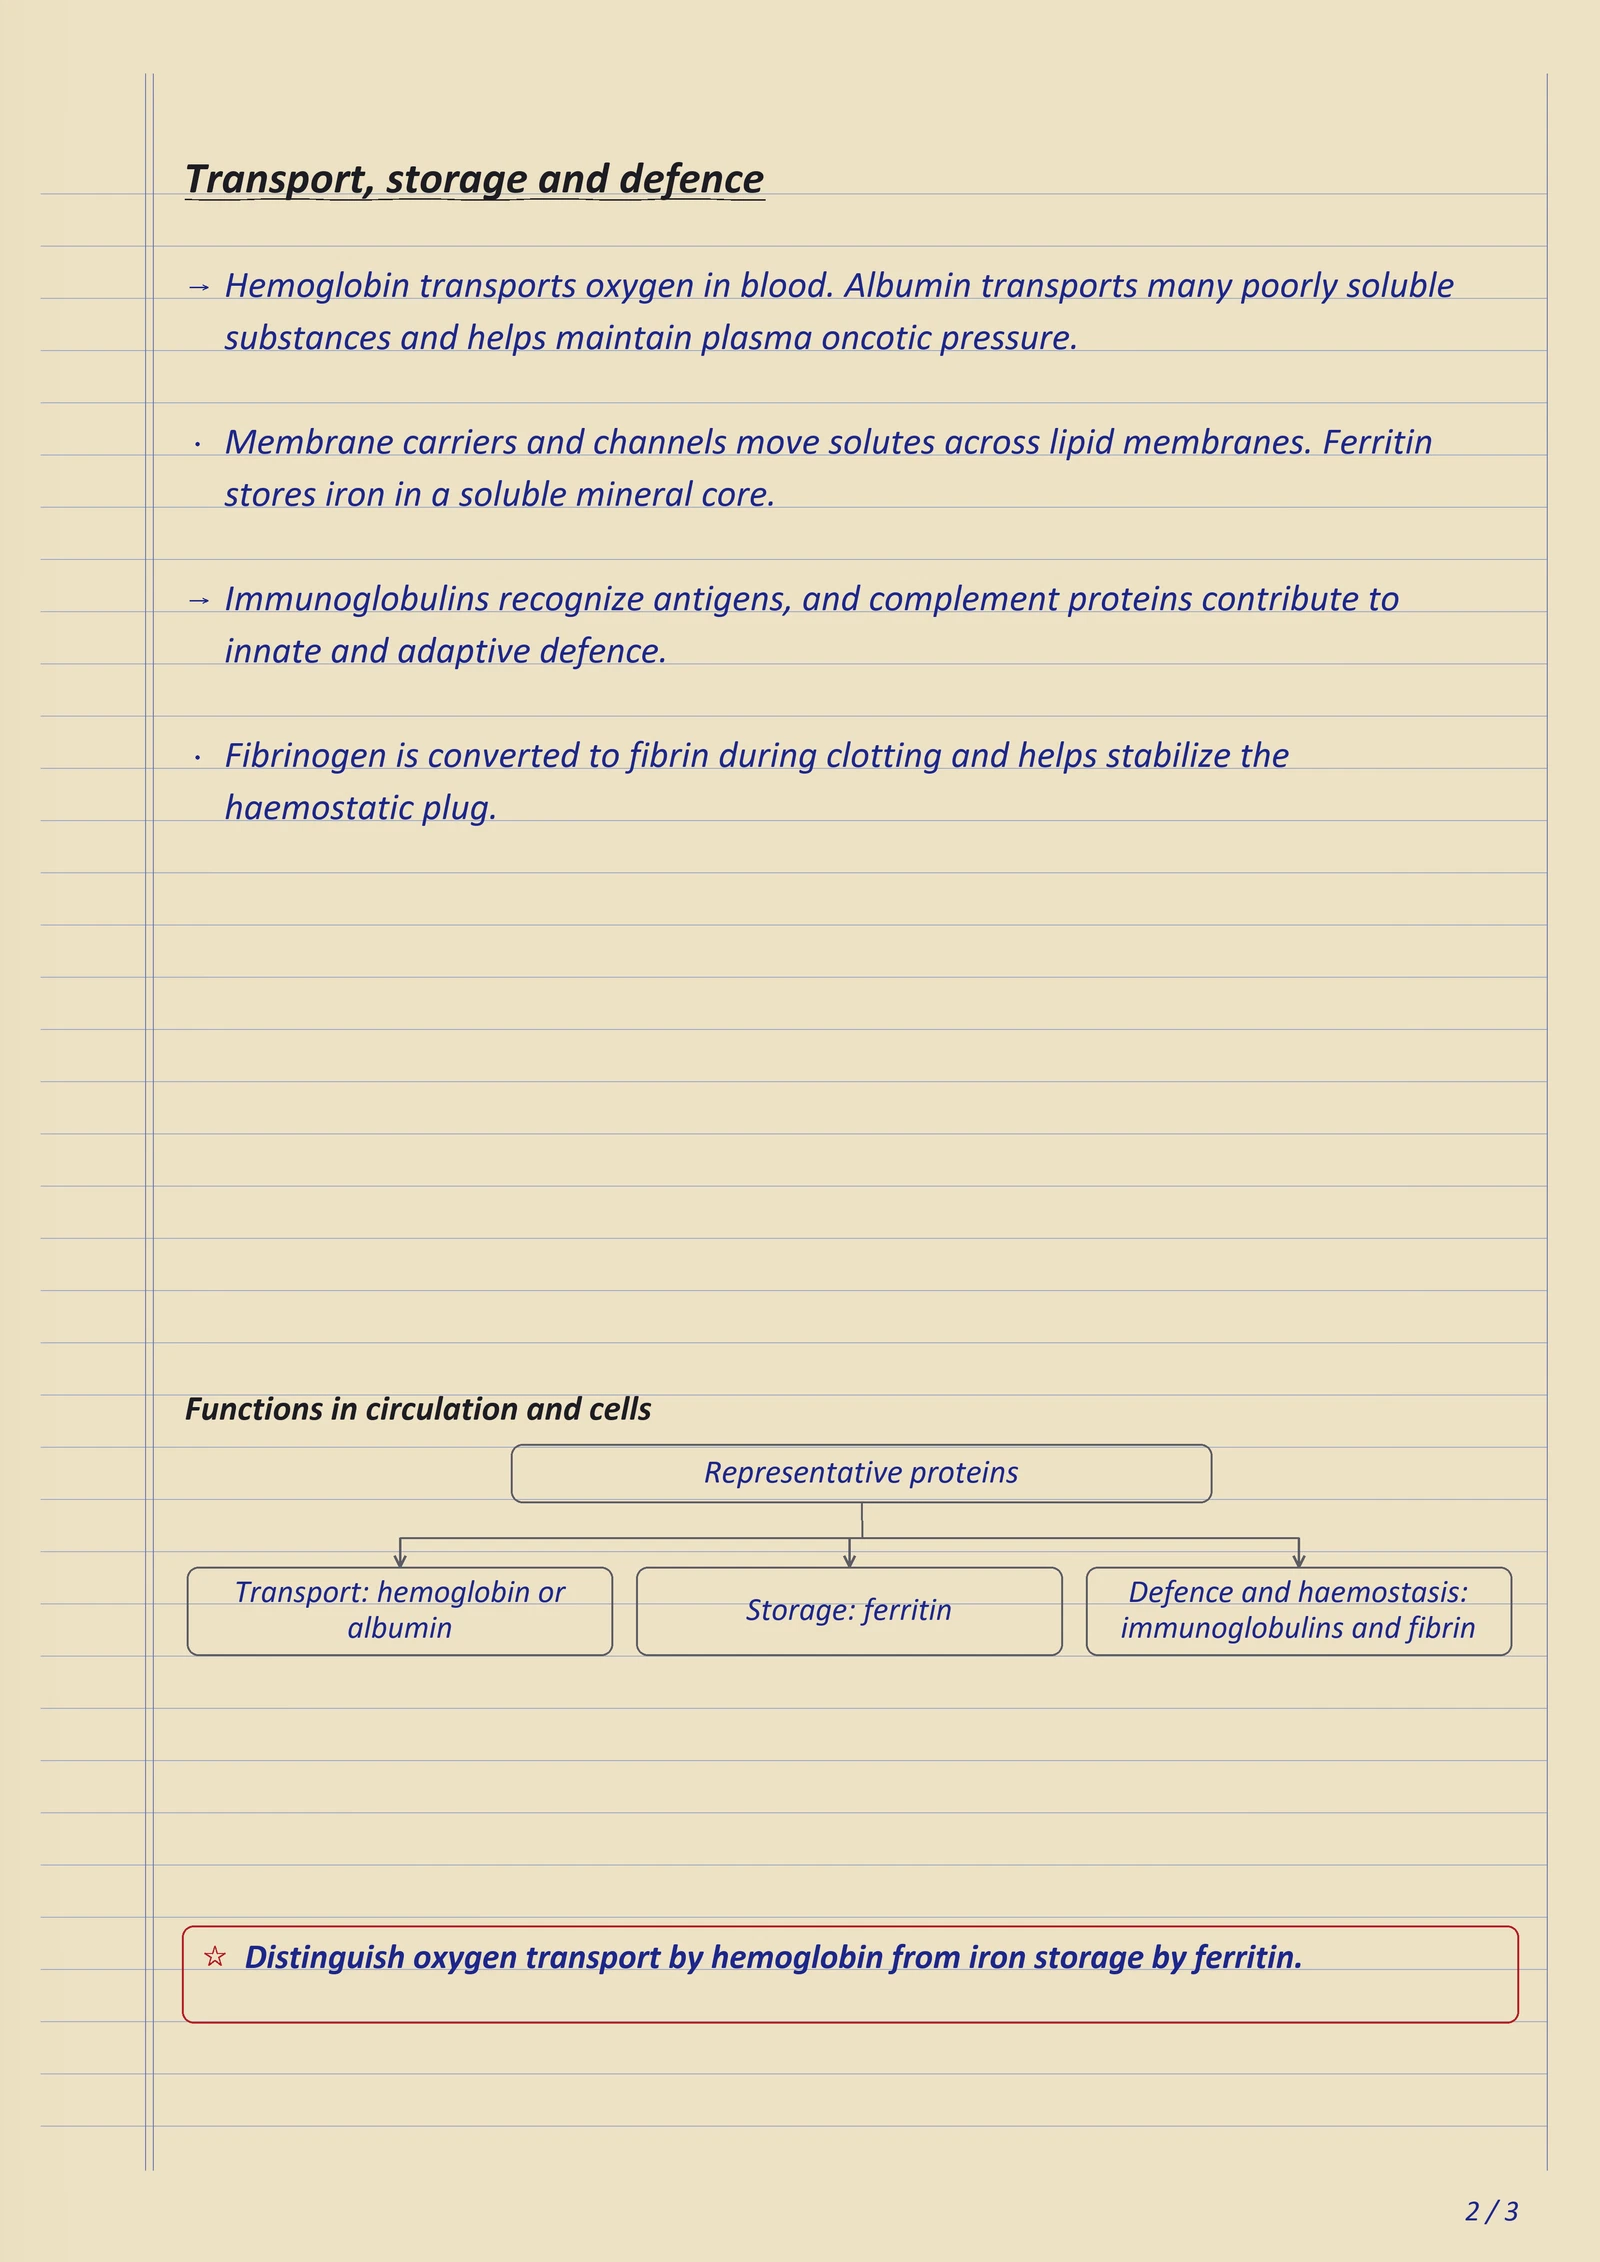 Transport, storage and defence
→ Hemoglobin transports oxygen in blood. Albumin transports many poorly soluble
substances and helps maintain plasma oncotic pressure.
· Membrane carriers and channels move solutes across lipid membranes. Ferritin
stores iron in a soluble mineral core.
→ Immunoglobulins recognize antigens, and complement proteins contribute to
innate and adaptive defence.
· Fibrinogen is converted to fibrin during clotting and helps stabilize the
haemostatic plug.
Functions in circulation and cells
Representative proteins
Transport: hemoglobin or
albumin
Storage: ferritin
Defence and haemostasis:
immunoglobulins and fibrin
☆ Distinguish oxygen transport by hemoglobin from iron storage by ferritin.
2 / 3